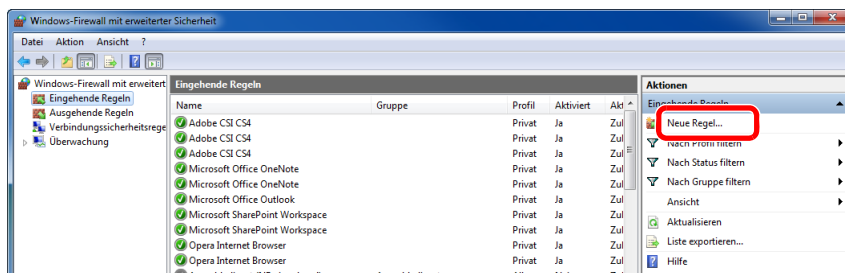 Windows-Firewall mit erweiterter Sicherheit
Datei Aktion Ansicht ?
Windows-Firewall mit erweitert
Eingehende Regeln
Ausgehende Regeln
Verbindungssicherheitsrege
Überwachung
Eingehende Regeln
Name Gruppe Profil Aktiviert Akt
Adobe CSI CS4 Privat Ja Zul
Adobe CSI CS4 Privat Ja Zul
Adobe CSI CS4 Privat Ja Zul
Microsoft Office OneNote Privat Ja Zul
Microsoft Office OneNote Privat Ja Zul
Microsoft Office Outlook Privat Ja Zul
Microsoft SharePoint Workspace Privat Ja Zul
Microsoft SharePoint Workspace Privat Ja Zul
Opera Internet Browser Privat Ja Zul
Opera Internet Browser Privat Ja Zul
Aktionen
Eingehende Regeln
Neue Regel...
Nach Profil filtern
Nach Status filtern
Nach Gruppe filtern
Ansicht
Aktualisieren
Liste exportieren...
Hilfe